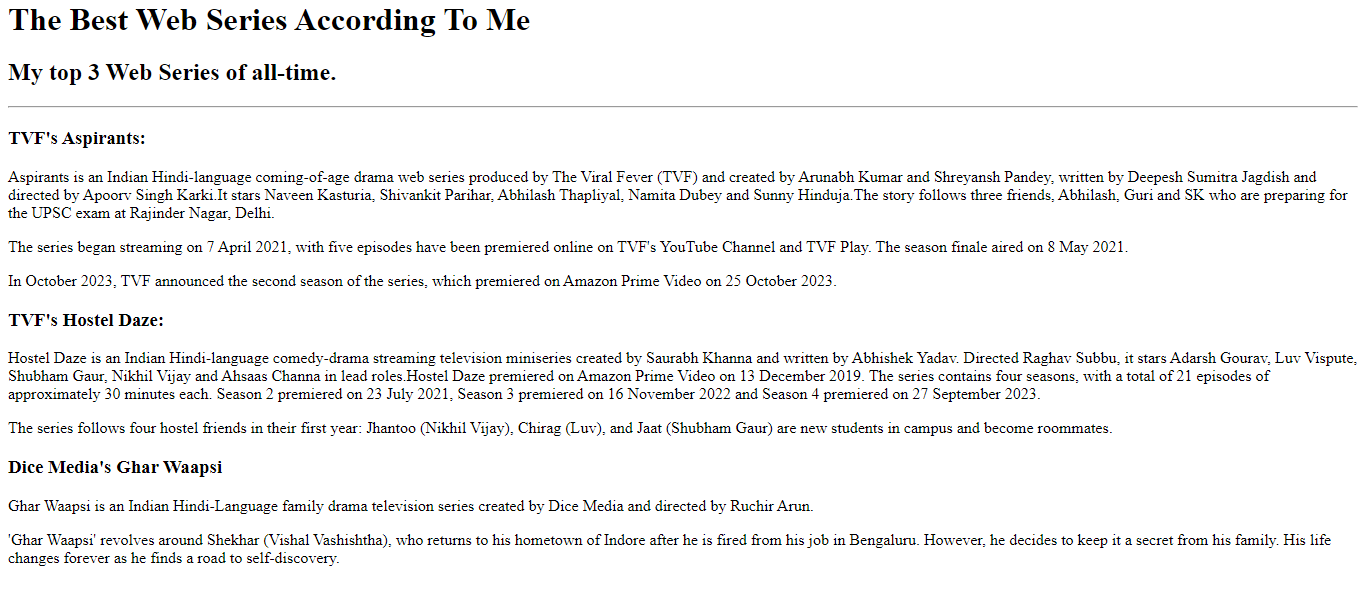 The Best Web Series According To Me
My top 3 Web Series of all-time.
TVF's Aspirants:
Aspirants is an Indian Hindi-language coming-of-age drama web series produced by The Viral Fever (TVF) and created by Arunabh Kumar and Shreyansh Pandey, written by Deepesh Sumitra Jagdish and
directed by Apoorv Singh Karki.It stars Naveen Kasturia, Shivankit Parihar, Abhilash Thapliyal, Namita Dubey and Sunny Hinduja.The story follows three friends, Abhilash, Guri and SK who are preparing for
the UPSC exam at Rajinder Nagar, Delhi.
The series began streaming on 7 April 2021, with five episodes have been premiered online on TVF's YouTube Channel and TVF Play. The season finale aired on 8 May 2021.
In October 2023, TVF announced the second season of the series, which premiered on Amazon Prime Video on 25 October 2023.
TVF's Hostel Daze:
Hostel Daze is an Indian Hindi-language comedy-drama streaming television miniseries created by Saurabh Khanna and written by Abhishek Yadav. Directed Raghav Subbu, it stars Adarsh Gourav, Luv Vispute,
Shubham Gaur, Nikhil Vijay and Ahsaas Channa in lead roles.Hostel Daze premiered on Amazon Prime Video on 13 December 2019. The series contains four seasons, with a total of 21 episodes of
approximately 30 minutes each. Season 2 premiered on 23 July 2021, Season 3 premiered on 16 November 2022 and Season 4 premiered on 27 September 2023.
The series follows four hostel friends in their first year: Jhantoo (Nikhil Vijay), Chirag (Luv), and Jaat (Shubham Gaur) are new students in campus and become roommates.
Dice Media's Ghar Waapsi
Ghar Waapsi is an Indian Hindi-Language family drama television series created by Dice Media and directed by Ruchir Arun.
'Ghar Waapsi' revolves around Shekhar (Vishal Vashishtha), who returns to his hometown of Indore after he is fired from his job in Bengaluru. However, he decides to keep it a secret from his family. His life
changes forever as he finds a road to self-discovery.